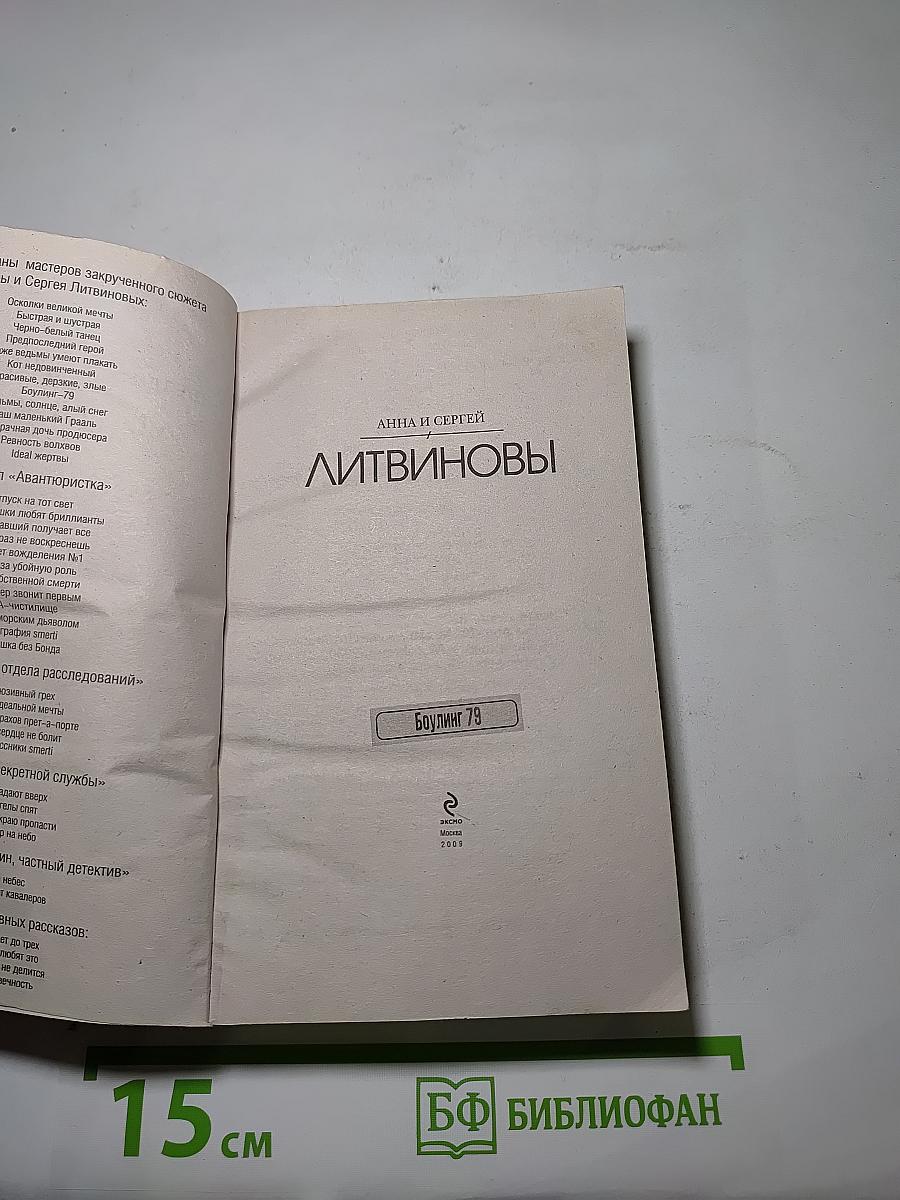 мастеров закрученного сюжета
и Сергея Литвиновых:
Осколки великой мечты
Быстрая и шустрая
Черно-белый танец
Предпоследний герой
ведьмы умеют плакать
Кот недовинченный
дерзкие, злые
Боулинг-79
солнце, алый снег
маленький Грааль
дочь продюсера
Ревность волхвов
Ideal жертвы
«Авантюристка»
на тот свет
любят бриллианты
получает все
раз не воскреснешь
вожделения №1
за убойную роль
смерти
звонит первым
чистилище
дьяволом
smerti
без Бонда
отдела расследований»
грех
мечты
прет-а-порте
не болит
smerti
службы»
вверх
спят
пропасти
на небо
частный детектив»
небес
кавалеров
рассказов:
до трех
любят это
не делится
АННА И СЕРГЕЙ
ЛИТВИНОВЫ
Боулинг 79
ЭКСМО
Москва
2009
15 см
БФ БИБЛИОФАН